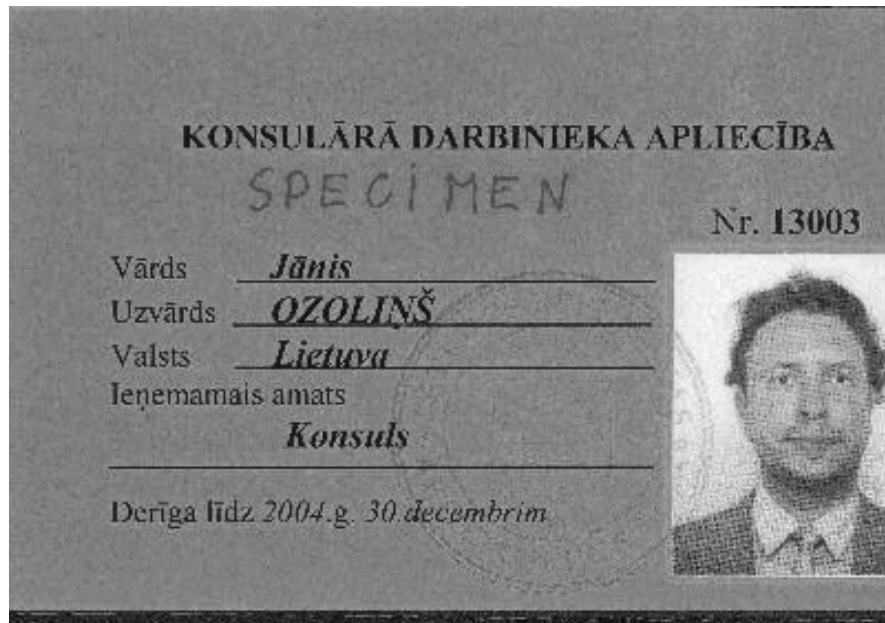 KONSULĀRĀ DARBINIEKA APLIECĪBA
SPECIMEN
Nr. 13003
Vārds Jānis
Uzvārds OZOLIŅŠ
Valsts Lietuva
Ieņemamais amats
Konsuls
Derīga līdz 2004.g. 30.decembrim